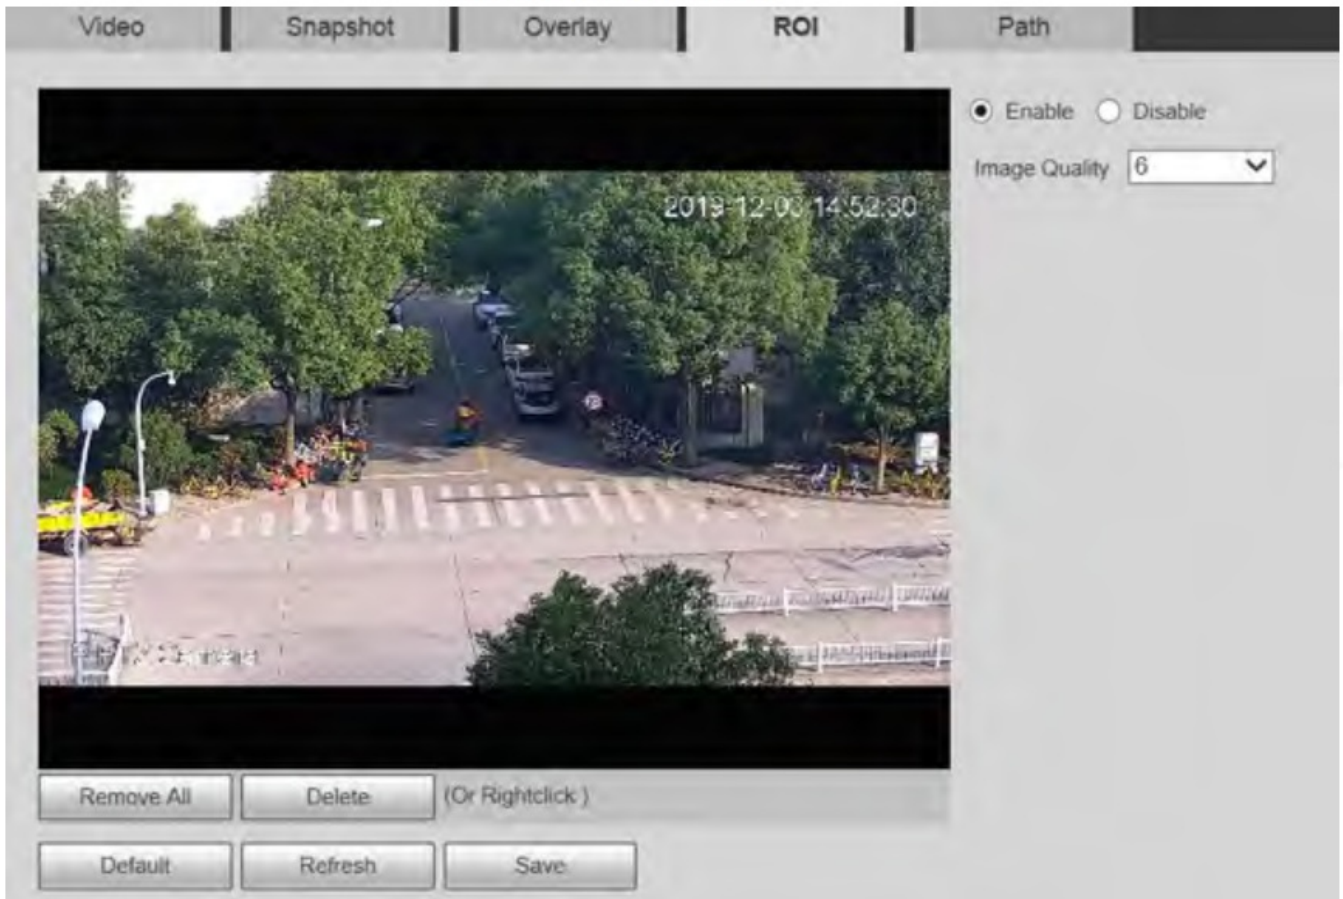 Video Snapshot Overlay ROI Path
Enable Disable
Image Quality 6
2019-12-03 14:52:30
Remove All Delete (Or Rightclick )
Default Refresh Save